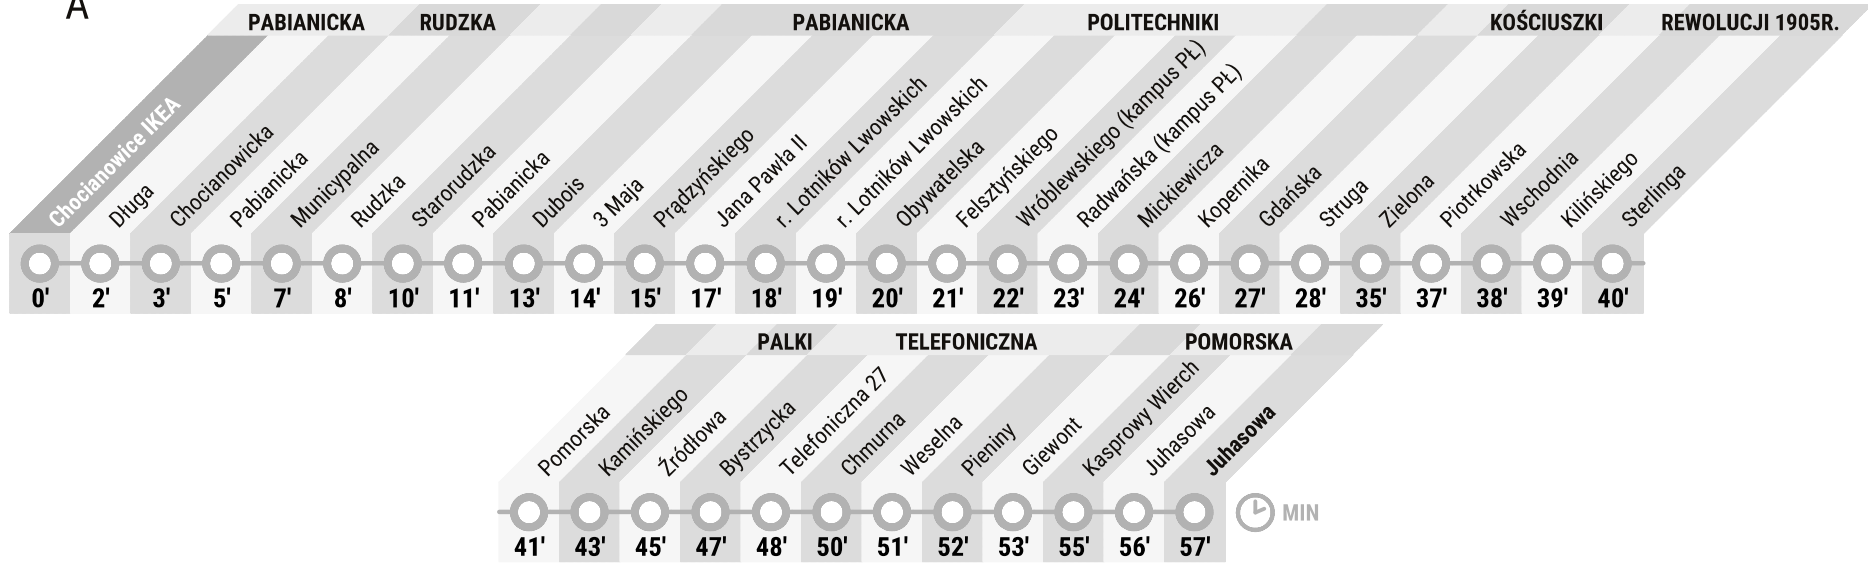 A
PABIANICKA RUDZKA PABIANICKA POLITECHNIKI KOŚCIUSZKI REWOLUCJI 1905R.
Chocianowice IKEA
Długa
Chocianowicka
Pabianicka
Municypalna
Rudzka
Starorudzka
Pabianicka
Dubois
3 Maja
Prądzyńskiego
Jana Pawła II
r. Lotników Lwowskich
r. Lotników Lwowskich
Obywatelska
Felsztyńskiego
Wróblewskiego (kampus PŁ)
Radwańska (kampus PŁ)
Mickiewicza
Kopernika
Gdańska
Struga
Zielona
Piotrkowska
Wschodnia
Kilińskiego
Sterlinga
0' 2' 3' 5' 7' 8' 10' 11' 13' 14' 15' 17' 18' 19' 20' 21' 22' 23' 24' 26' 27' 28' 35' 37' 38' 39' 40'
PALKI TELEFONICZNA POMORSKA
Pomorska
Kamińskiego
Źródłowa
Bystrzycka
Telefoniczna 27
Chmurna
Weselna
Pieniny
Giewont
Kasprowy Wierch
Juhasowa
Juhasowa
MIN
41' 43' 45' 47' 48' 50' 51' 52' 53' 55' 56' 57'